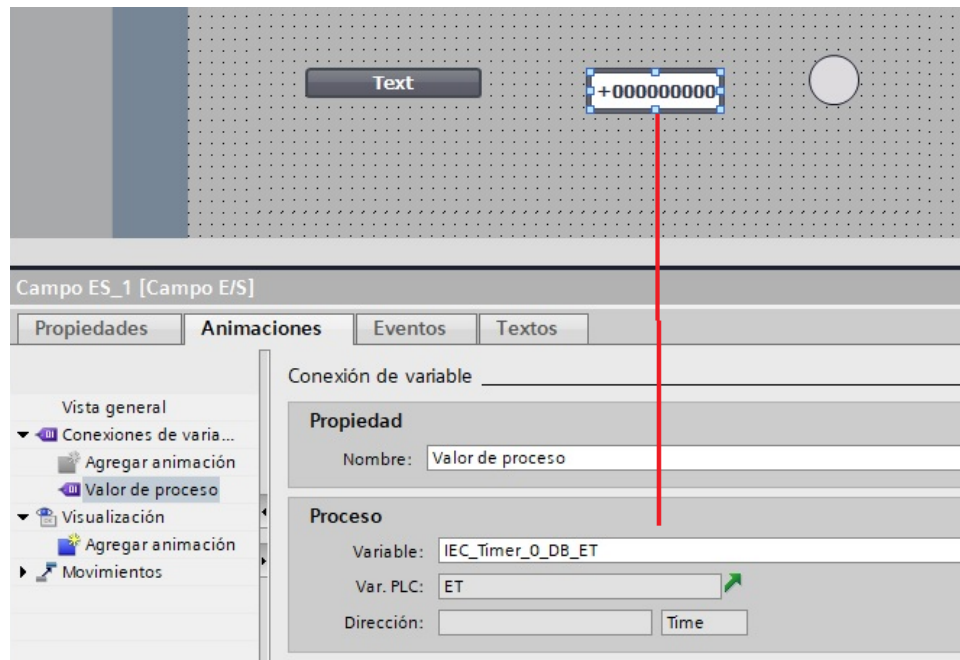 Text
+000000000
Campo ES_1 [Campo E/S]
Propiedades Animaciones Eventos Textos
Conexión de variable
Vista general
Conexiones de varia...
Agregar animación
Valor de proceso
Visualización
Agregar animación
Movimientos
Propiedad
Nombre: Valor de proceso
Proceso
Variable: IEC_Timer_0_DB_ET
Var. PLC: ET
Dirección: Time